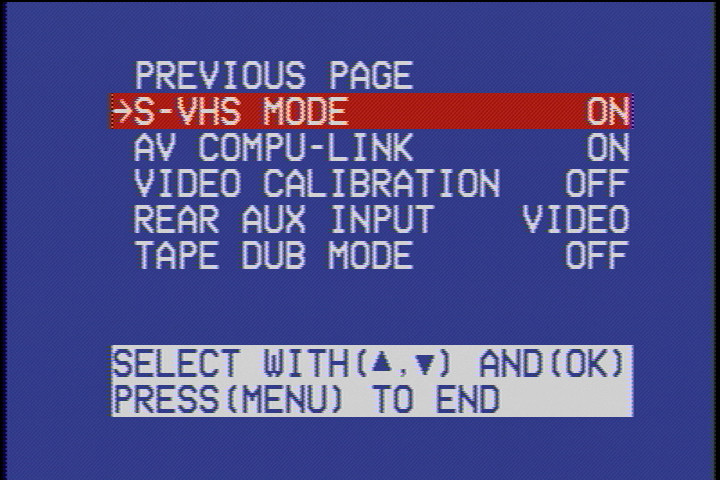 PREVIOUS PAGE
→S-VHS MODE ON
AV COMPU-LINK ON
VIDEO CALIBRATION OFF
REAR AUX INPUT VIDEO
TAPE DUB MODE OFF
SELECT WITH(▲,▼) AND(OK)
PRESS(MENU) TO END